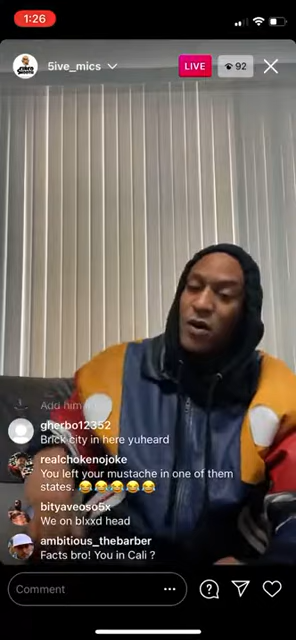 1:26
5ive_mics
LIVE
92
Add him in
gherbo12352
Brick city in here yuheard
realchokenojoke
You left your mustache in one of them
states. 😂😂😂😂😂
bityaveoso5x
We on blxxd head
ambitious_thebarber
Facts bro! You in Cali ?
Comment